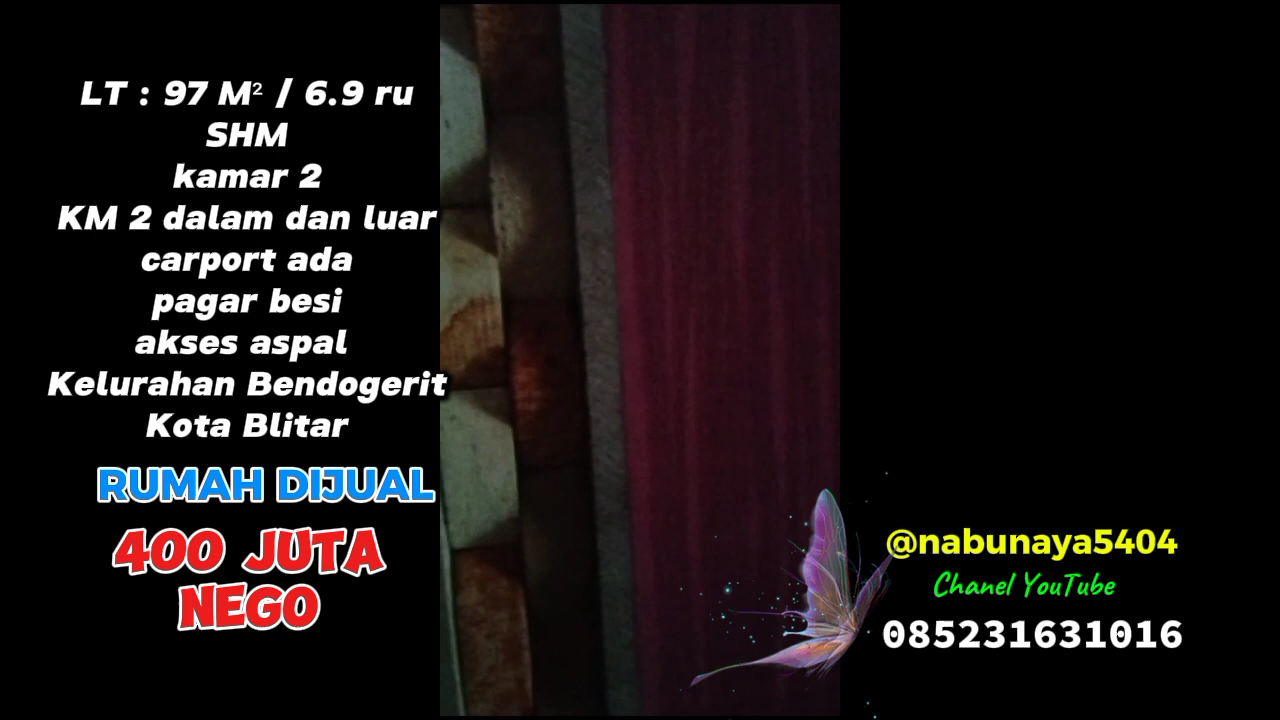 LT : 97 M² / 6.9 ru
SHM
kamar 2
KM 2 dalam dan luar
carport ada
pagar besi
akses aspal
Kelurahan Bendogerit
Kota Blitar
RUMAH DIJUAL
400 JUTA
NEGO
@nabunaya5404
Chanel YouTube
085231631016